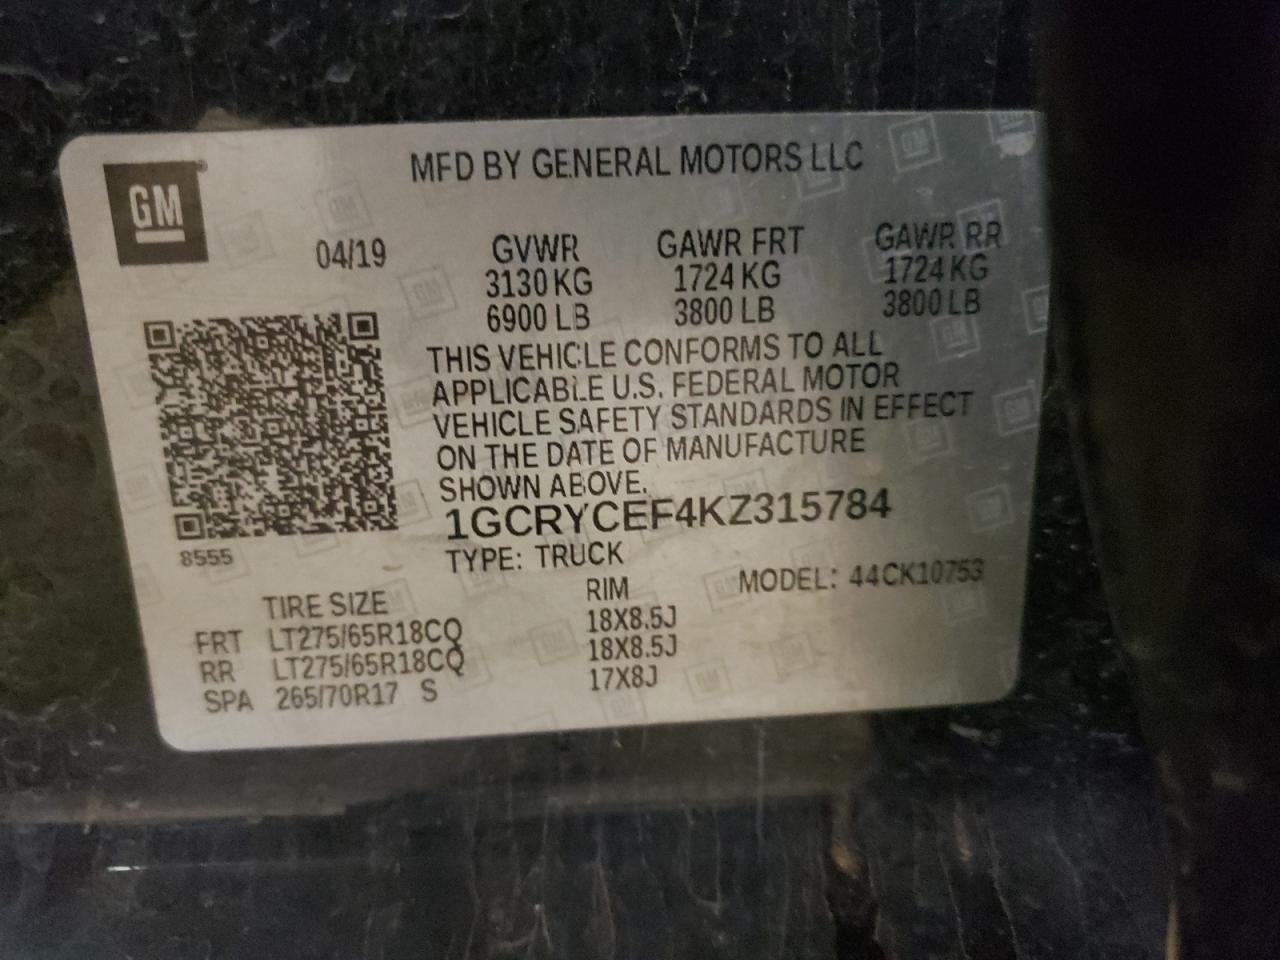 GM
MFD BY GENERAL MOTORS LLC
04/19 GVWR GAWR FRT GAWR RR
3130 KG 1724 KG 1724 KG
6900 LB 3800 LB 3800 LB
THIS VEHICLE CONFORMS TO ALL
APPLICABLE U.S. FEDERAL MOTOR
VEHICLE SAFETY STANDARDS IN EFFECT
ON THE DATE OF MANUFACTURE
SHOWN ABOVE.
1GCRYCEF4KZ315784
8555
TYPE: TRUCK
MODEL: 44CK10753
TIRE SIZE RIM
FRT LT275/65R18CQ 18X8.5J
RR LT275/65R18CQ 18X8.5J
SPA 265/70R17 S 17X8J